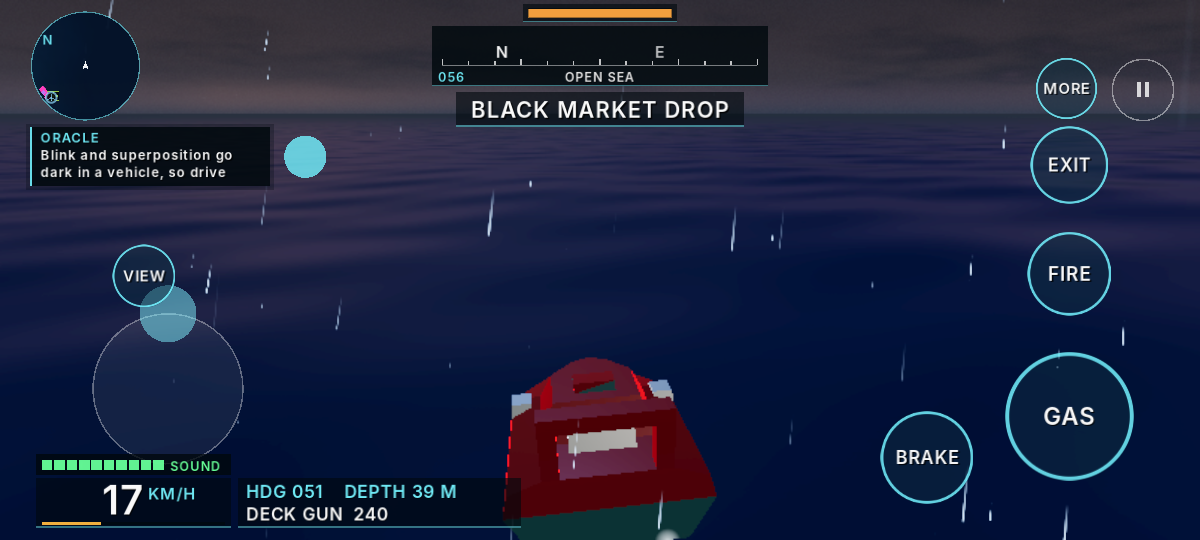 N
N
E
056
OPEN SEA
BLACK MARKET DROP
MORE
EXIT
ORACLE
Blink and superposition go
dark in a vehicle, so drive
VIEW
FIRE
GAS
BRAKE
SOUND
17 KM/H
HDG 051 DEPTH 39 M
DECK GUN 240